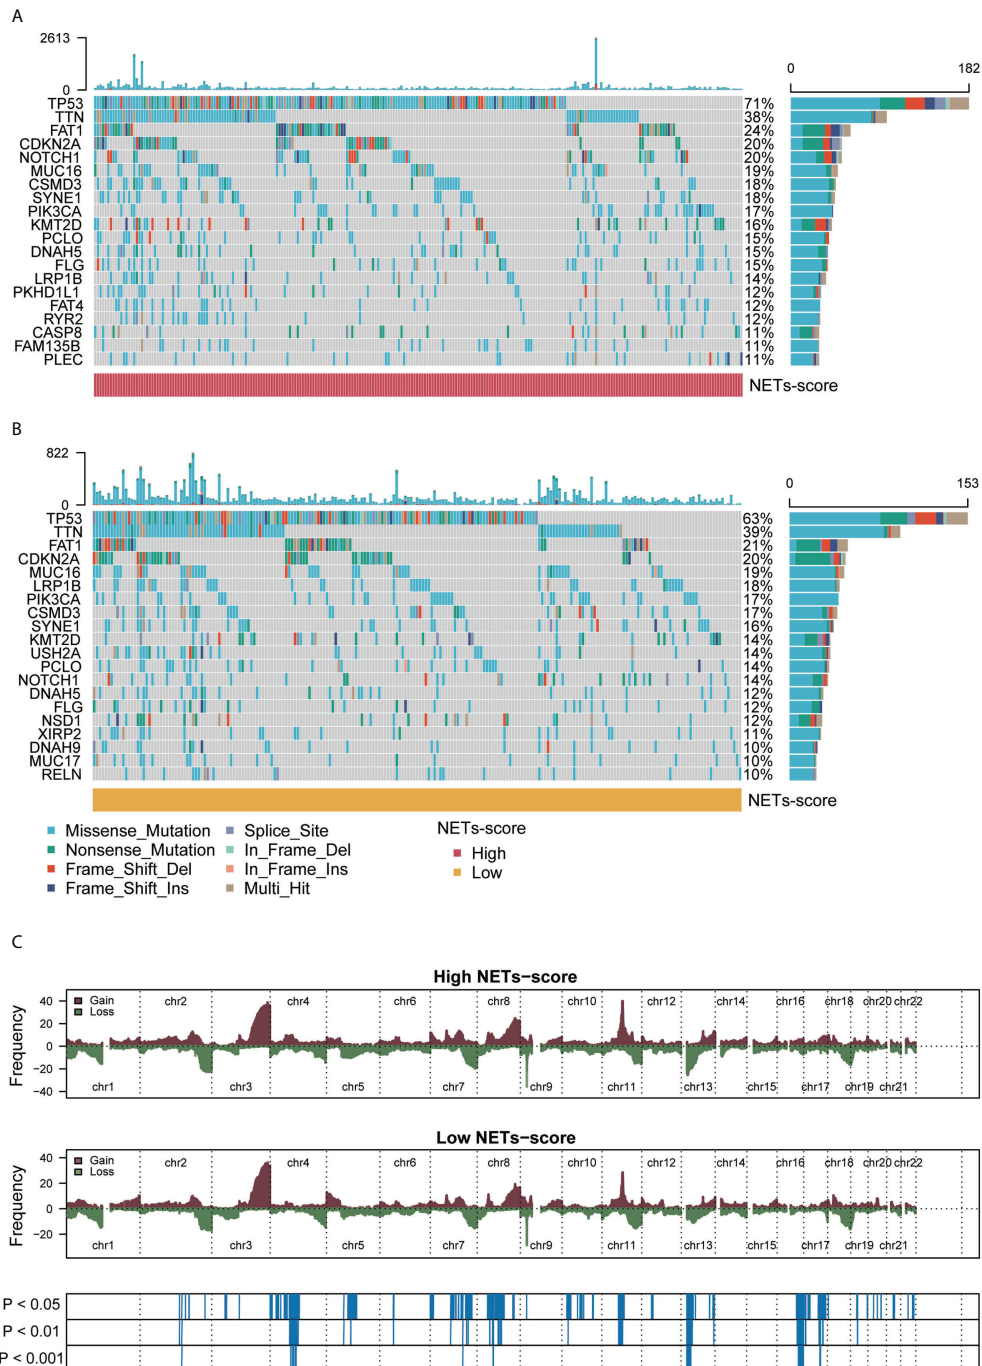 A
2613
0
0 182
TP53 71%
TTN 38%
FAT1 24%
CDKN2A 20%
NOTCH1 20%
MUC16 19%
CSMD3 18%
SYNE1 18%
PIK3CA 17%
KMT2D 16%
PCLO 15%
DNAH5 15%
FLG 15%
LRP1B 14%
PKHD1L1 12%
FAT4 12%
RYR2 12%
CASP8 11%
FAM135B 11%
PLEC 11%
NETs-score
B
822
0
0 153
TP53 63%
TTN 39%
FAT1 21%
CDKN2A 20%
MUC16 19%
LRP1B 18%
PIK3CA 17%
CSMD3 17%
SYNE1 16%
KMT2D 14%
USH2A 14%
PCLO 14%
NOTCH1 14%
DNAH5 12%
FLG 12%
NSD1 12%
XIRP2 11%
DNAH9 10%
MUC17 10%
RELN 10%
NETs-score
Missense_Mutation Splice_Site NETs-score
Nonsense_Mutation In_Frame_Del High
Frame_Shift_Del In_Frame_Ins Low
Frame_Shift_Ins Multi_Hit
C
High NETs−score
Frequency
40
20
0
−20
−40
Gain
Loss
chr2 chr4 chr6 chr8 chr10 chr12 chr14 chr16 chr18 chr20 chr22
chr1 chr3 chr5 chr7 chr9 chr11 chr13 chr15 chr17 chr19 chr21
Low NETs−score
Frequency
40
20
0
−20
Gain
Loss
chr2 chr4 chr6 chr8 chr10 chr12 chr14 chr16 chr18 chr20 chr22
chr1 chr3 chr5 chr7 chr9 chr11 chr13 chr15 chr17 chr19 chr21
P < 0.05
P < 0.01
P < 0.001